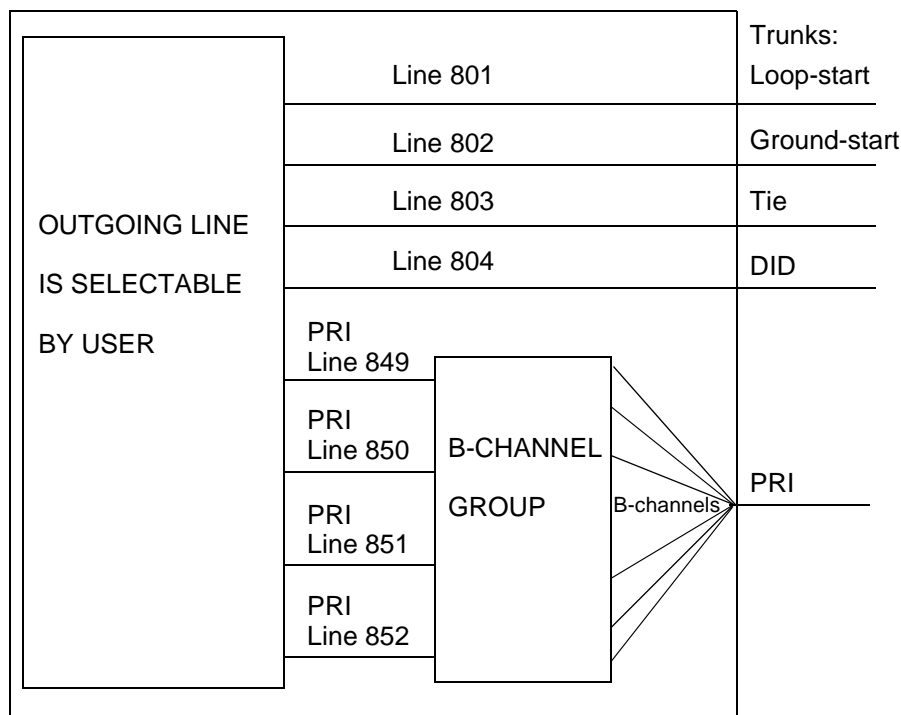 Trunks:
Line 801
Loop-start
Line 802
Ground-start
Line 803
Tie
Line 804
DID
OUTGOING LINE
IS SELECTABLE
BY USER
PRI
Line 849
PRI
Line 850
PRI
Line 851
PRI
Line 852
B-CHANNEL
GROUP
B-channels
PRI